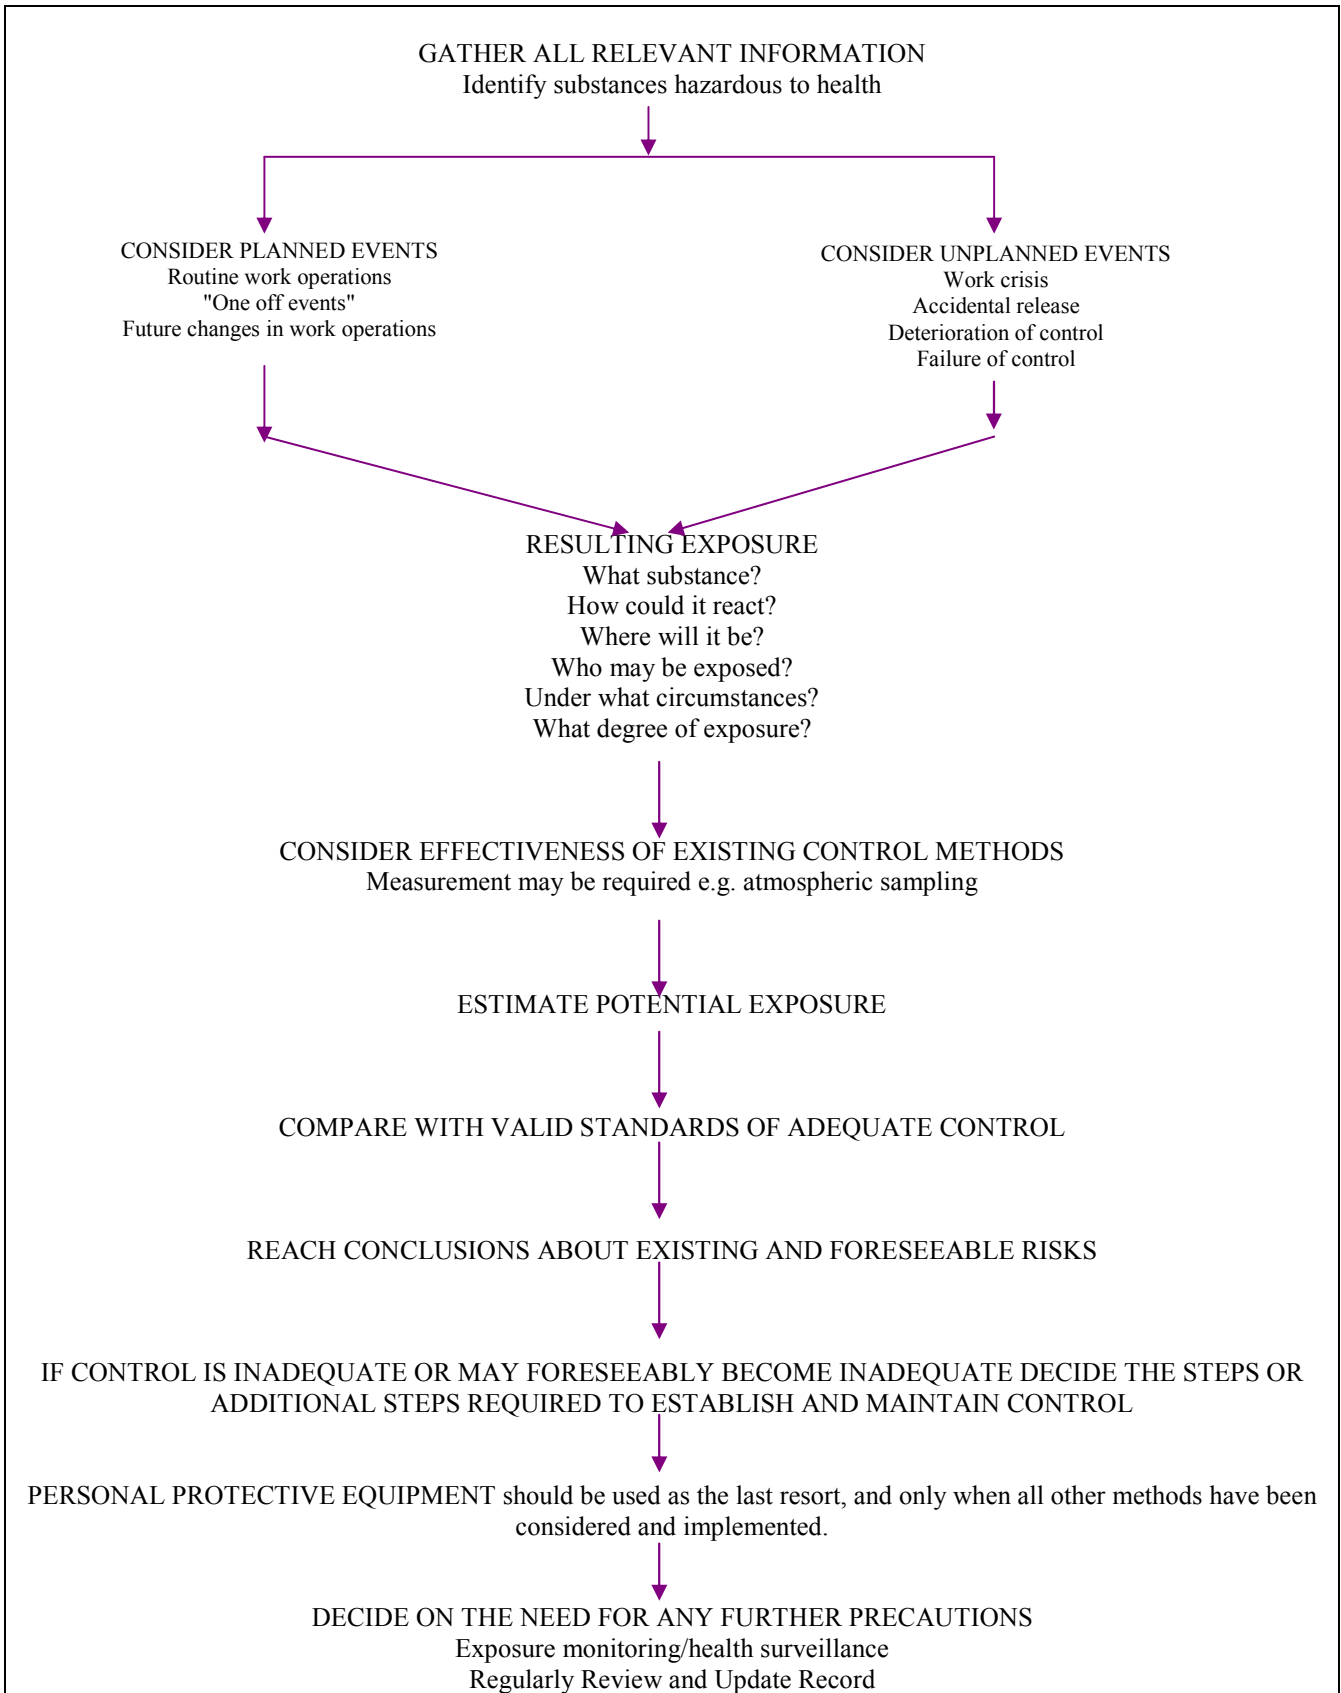 GATHER ALL RELEVANT INFORMATION
Identify substances hazardous to health
CONSIDER PLANNED EVENTS
Routine work operations
"One off events"
Future changes in work operations
CONSIDER UNPLANNED EVENTS
Work crisis
Accidental release
Deterioration of control
Failure of control
RESULTING EXPOSURE
What substance?
How could it react?
Where will it be?
Who may be exposed?
Under what circumstances?
What degree of exposure?
CONSIDER EFFECTIVENESS OF EXISTING CONTROL METHODS
Measurement may be required e.g. atmospheric sampling
ESTIMATE POTENTIAL EXPOSURE
COMPARE WITH VALID STANDARDS OF ADEQUATE CONTROL
REACH CONCLUSIONS ABOUT EXISTING AND FORESEEABLE RISKS
IF CONTROL IS INADEQUATE OR MAY FORESEEABLY BECOME INADEQUATE DECIDE THE STEPS OR
ADDITIONAL STEPS REQUIRED TO ESTABLISH AND MAINTAIN CONTROL
PERSONAL PROTECTIVE EQUIPMENT should be used as the last resort, and only when all other methods have been
considered and implemented.
DECIDE ON THE NEED FOR ANY FURTHER PRECAUTIONS
Exposure monitoring/health surveillance
Regularly Review and Update Record